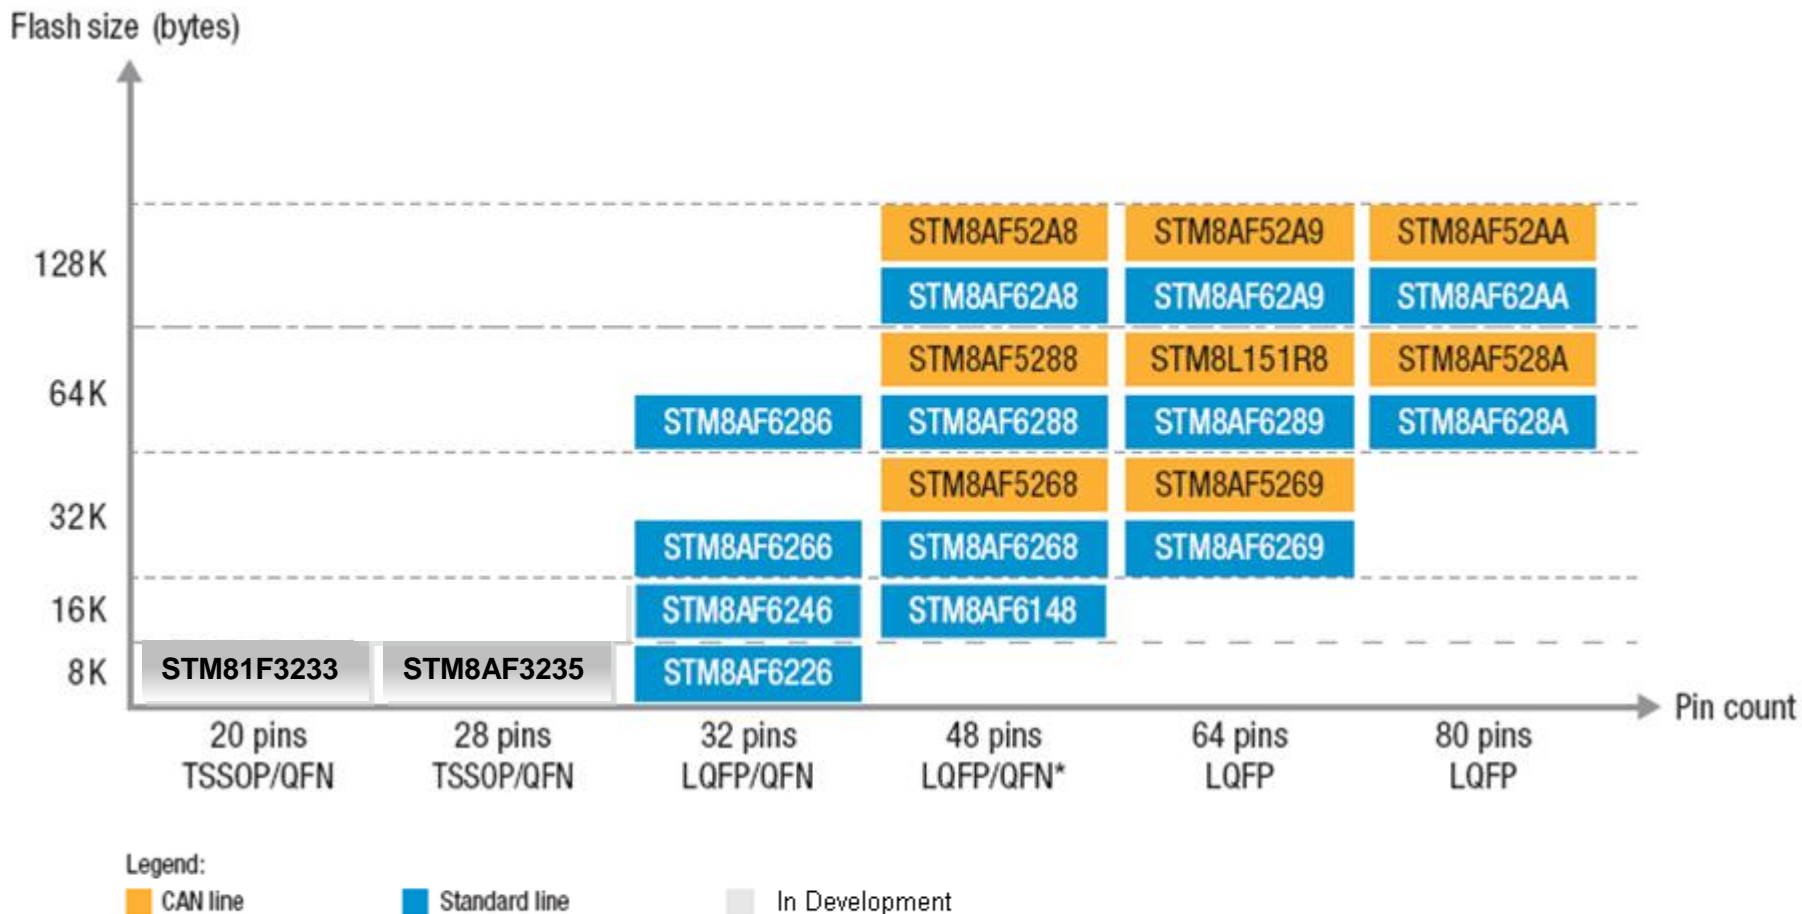 Flash size (bytes)
STM8AF52A8 STM8AF52A9 STM8AF52AA
128K
STM8AF62A8 STM8AF62A9 STM8AF62AA
STM8AF5288 STM8L151R8 STM8AF528A
64K
STM8AF6286 STM8AF6288 STM8AF6289 STM8AF628A
STM8AF5268 STM8AF5269
32K
STM8AF6266 STM8AF6268 STM8AF6269
16K STM8AF6246 STM8AF6148
8K STM81F3233 STM8AF3235 STM8AF6226
Pin count
20 pins 28 pins 32 pins 48 pins 64 pins 80 pins
TSSOP/QFN TSSOP/QFN LQFP/QFN LQFP/QFN* LQFP LQFP
Legend:
CAN line Standard line In Development